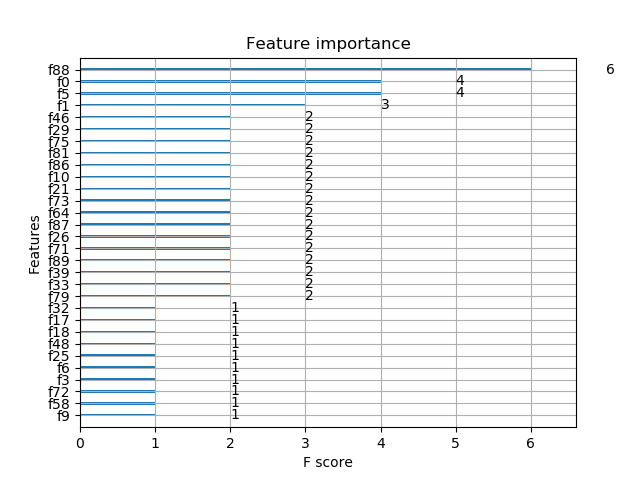 Feature importance
f88 6
f0 4
f5 4
f1 3
f46 2
f29 2
f75 2
f81 2
f86 2
f10 2
f21 2
f73 2
f64 2
f87 2
f26 2
f71 2
f89 2
f39 2
f33 2
f79 2
f32 1
f17 1
f18 1
f48 1
f25 1
f6 1
f3 1
f72 1
f58 1
f9 1
Features
0 1 2 3 4 5 6
F score